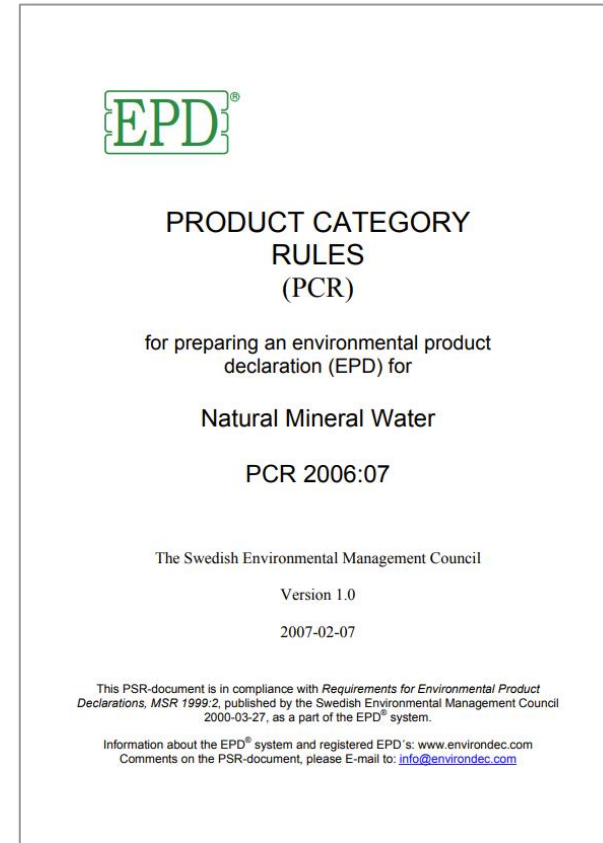 EPD®
PRODUCT CATEGORY
RULES
(PCR)
for preparing an environmental product
declaration (EPD) for
Natural Mineral Water
PCR 2006:07
The Swedish Environmental Management Council
Version 1.0
2007-02-07
This PSR-document is in compliance with Requirements for Environmental Product
Declarations, MSR 1999:2, published by the Swedish Environmental Management Council
2000-03-27, as a part of the EPD® system.
Information about the EPD® system and registered EPD´s: www.environdec.com
Comments on the PSR-document, please E-mail to: info@environdec.com